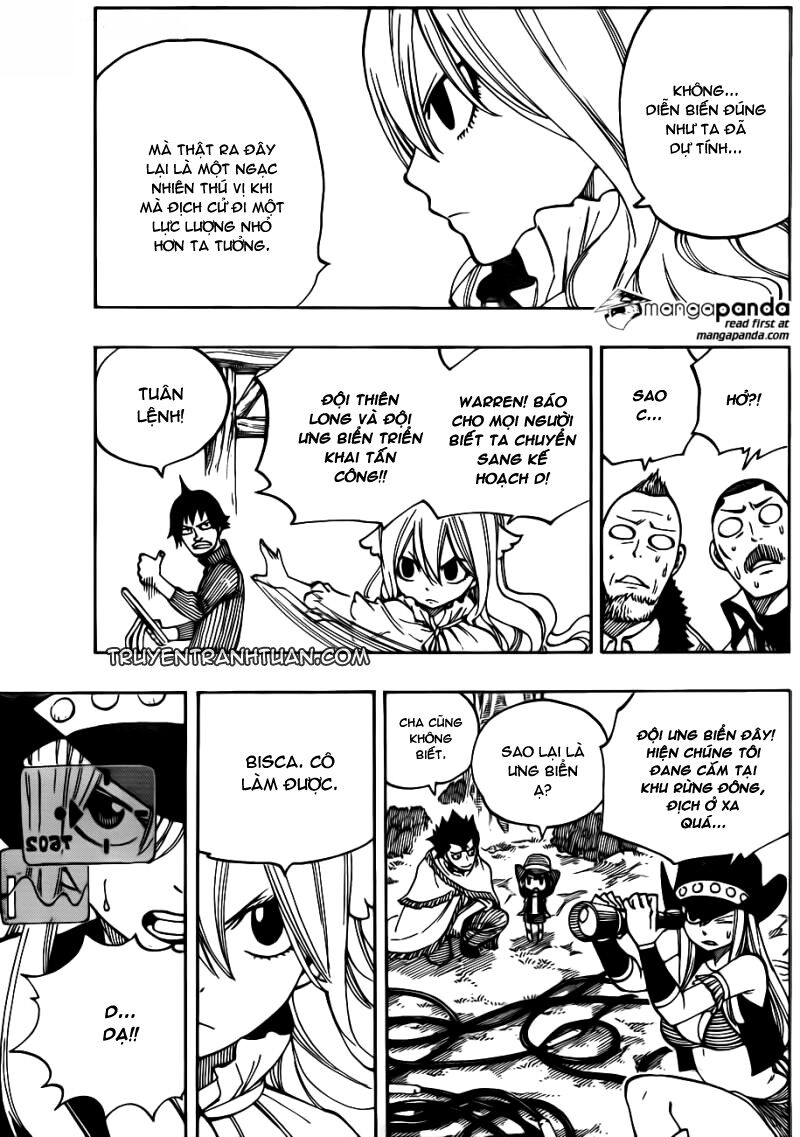 KHÔNG...
DIỄN BIẾN ĐÚNG
NHƯ TA ĐÃ
DỰ TÍNH...
MÀ THẬT RA ĐÂY
LẠI LÀ MỘT NGẠC
NHIÊN THÚ VỊ KHI
MÀ ĐỊCH CỬ ĐI MỘT
LỰC LƯỢNG NHỎ
HƠN TA TƯỞNG.
mangapanda
read first at
mangapanda.com
HỞ?!
SAO
C...
WARREN! BÁO
CHO MỌI NGƯỜI
BIẾT TA CHUYỂN
SANG KẾ
HOẠCH D!
ĐỘI THIÊN
LONG VÀ ĐỘI
ƯNG BIỂN TRIỂN
KHAI TẤN
CÔNG!!
TUÂN
LỆNH!
TRUYENTRANHTUAN.COM
ĐỘI ƯNG BIỂN ĐÂY!
HIỆN CHÚNG TÔI
ĐANG CẮM TẠI
KHU RỪNG ĐÔNG,
ĐỊCH Ở XA
QUÁ...
SAO LẠI LÀ
ƯNG BIỂN
Ạ?
CHA CŨNG
KHÔNG
BIẾT.
BISCA. CÔ
LÀM ĐƯỢC.
7602
D...
DẠ!!